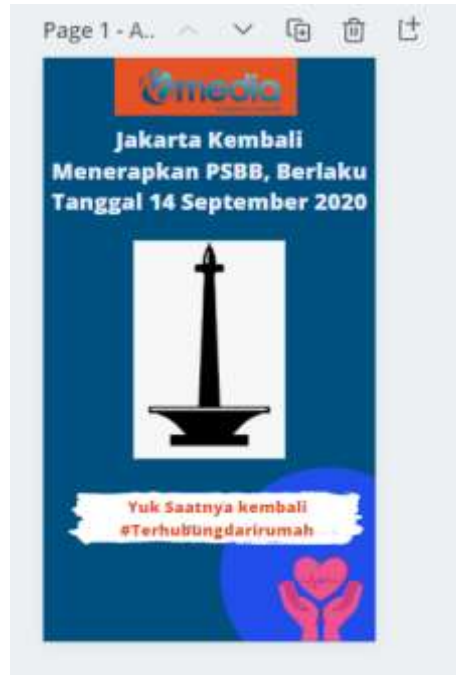 Page 1 - A..
media
Jakarta Kembali
Menerapkan PSBB, Berlaku
Tanggal 14 September 2020
Yuk Saatnya kembali
#Terhubungdarirumah